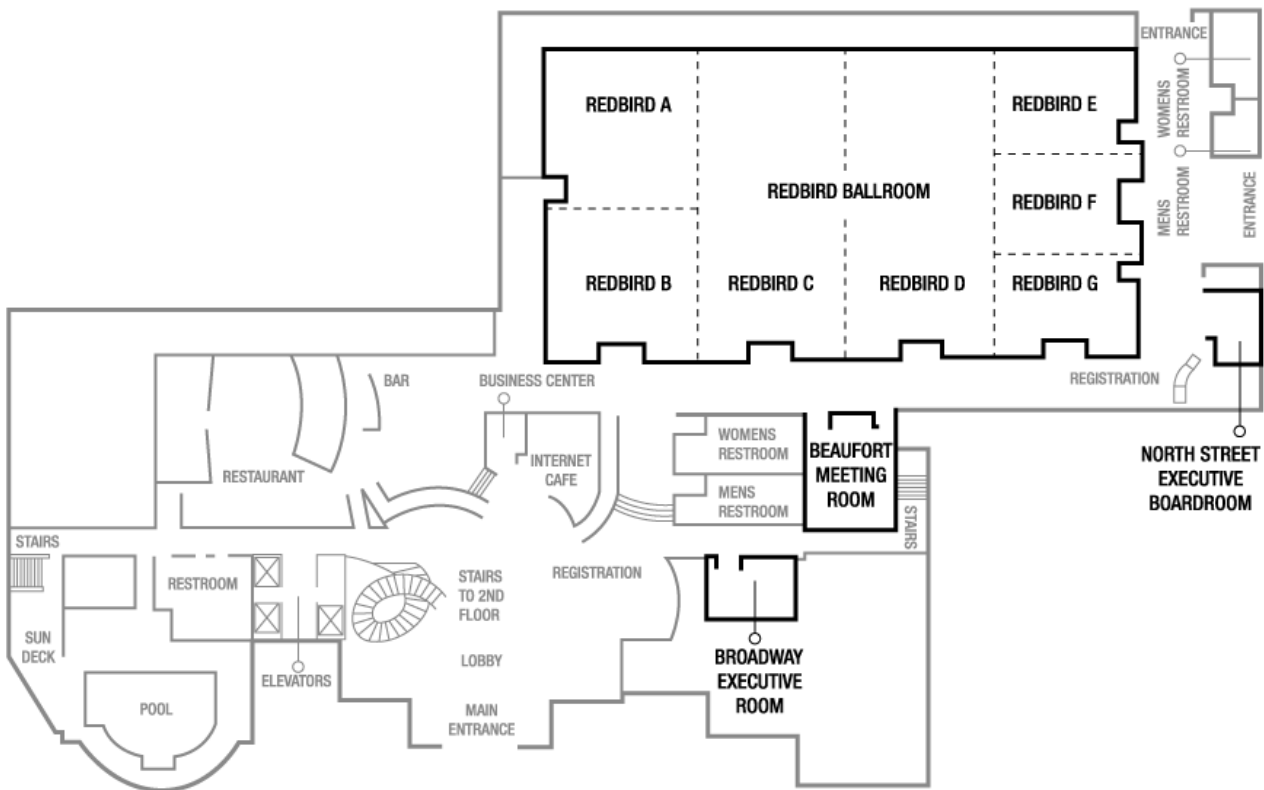 ENTRANCE
WOMENS
RESTROOM
MENS
RESTROOM
ENTRANCE
REDBIRD A
REDBIRD E
REDBIRD BALLROOM
REDBIRD F
REDBIRD B
REDBIRD C
REDBIRD D
REDBIRD G
BAR
BUSINESS CENTER
REGISTRATION
RESTAURANT
INTERNET
CAFE
WOMENS
RESTROOM
MENS
RESTROOM
BEAUFORT
MEETING
ROOM
STAIRS
NORTH STREET
EXECUTIVE
BOARDROOM
STAIRS
RESTROOM
STAIRS
TO 2ND
FLOOR
REGISTRATION
SUN
DECK
ELEVATORS
LOBBY
BROADWAY
EXECUTIVE
ROOM
POOL
MAIN
ENTRANCE